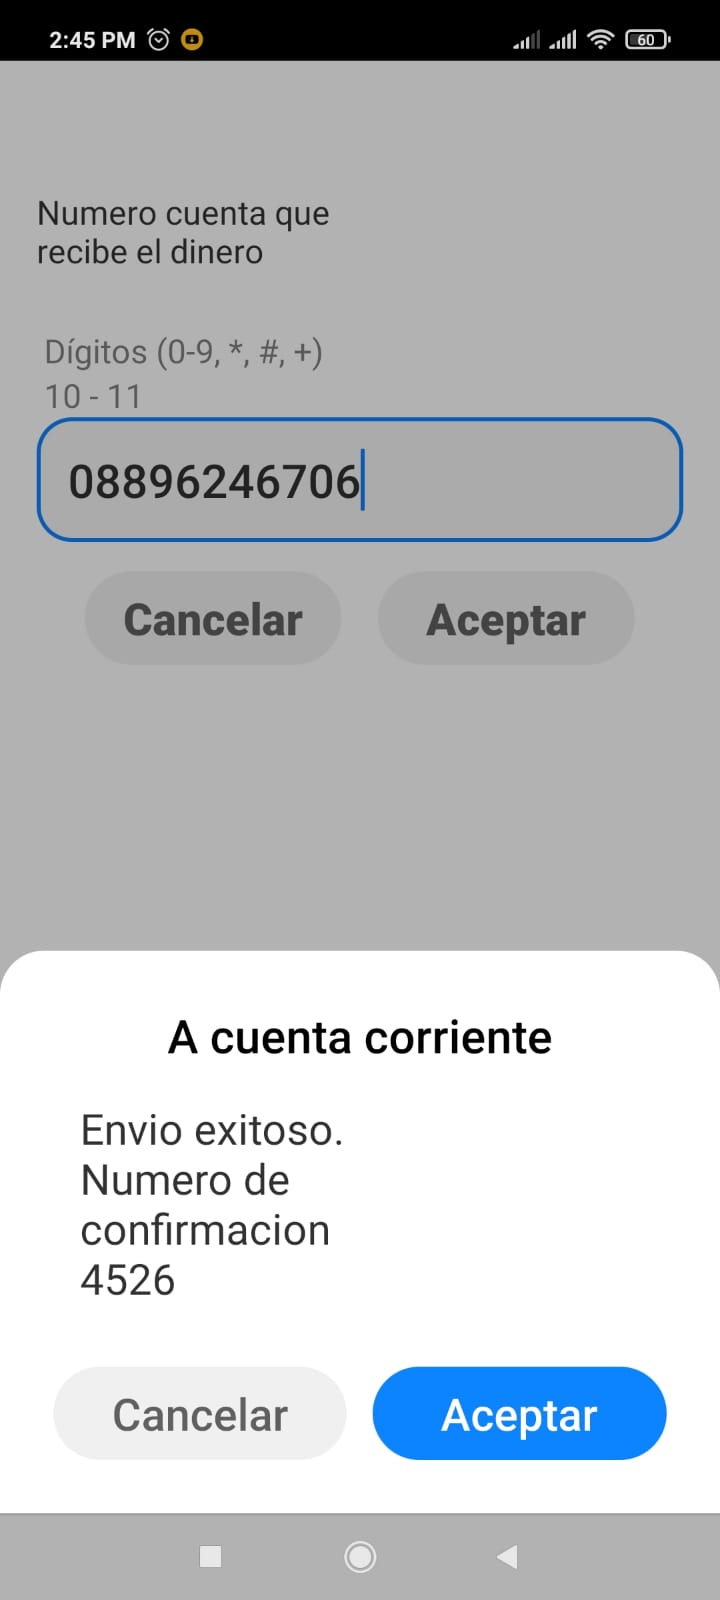 2:45 PM
60
Numero cuenta que
recibe el dinero
Dígitos (0-9, *, #, +)
10 - 11
08896246706
Cancelar
Aceptar
A cuenta corriente
Envio exitoso.
Numero de
confirmacion
4526
Cancelar
Aceptar